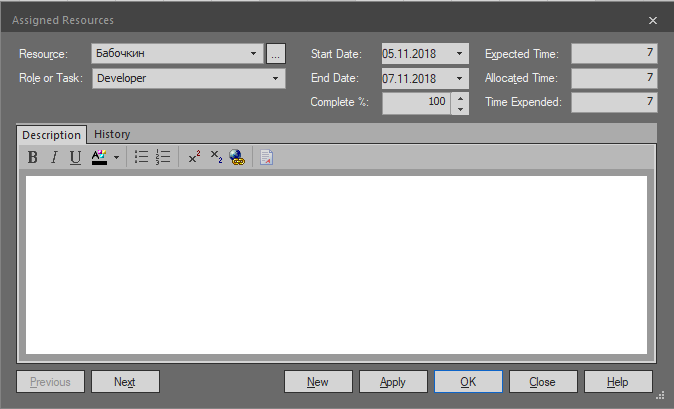 Assigned Resources
Resource: Бабочкин ... Start Date: 05.11.2018 Expected Time: 7
Role or Task: Developer End Date: 07.11.2018 Allocated Time: 7
Complete %: 100 Time Expended: 7
Description History
B I U A x² x₂
Previous Next New Apply OK Close Help